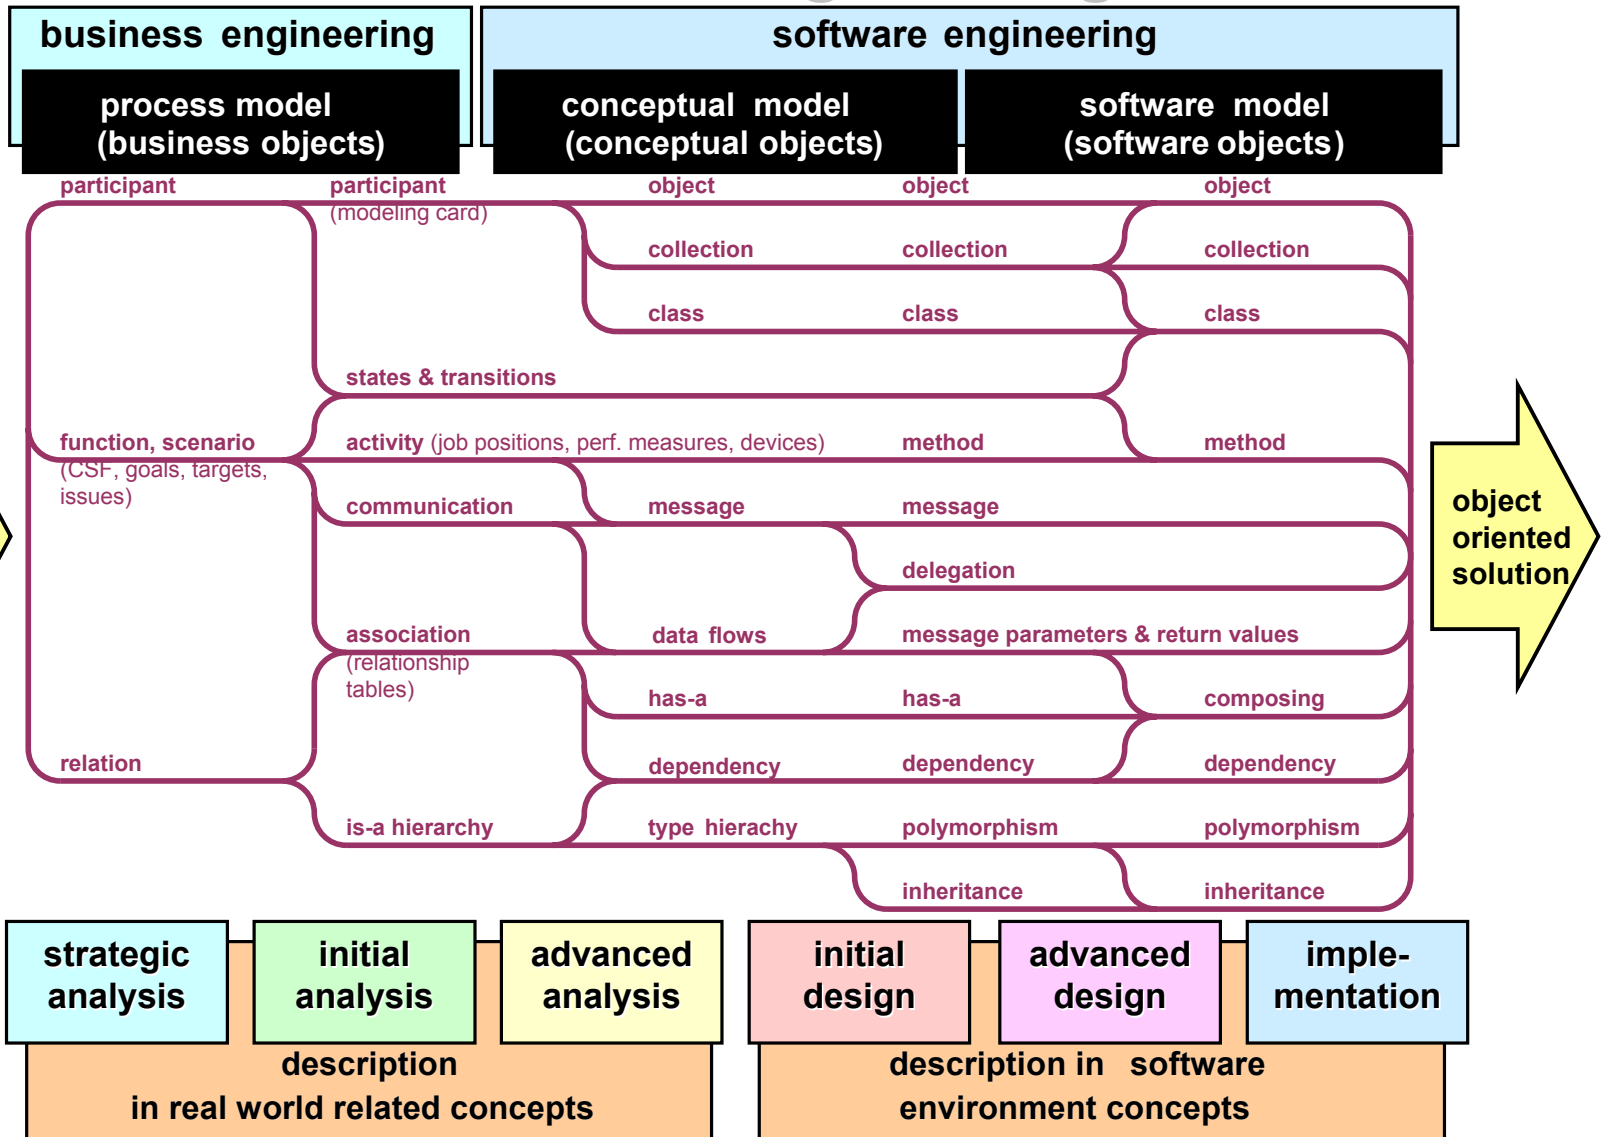 business engineering
software engineering
process model
(business objects)
conceptual model
(conceptual objects)
software model
(software objects)
participant
participant
(modeling card)
object
object
object
collection
collection
collection
class
class
class
states & transitions
function, scenario
(CSF, goals, targets,
issues)
activity (job positions, perf. measures, devices)
method
method
communication
message
message
delegation
association
(relationship
tables)
data flows
message parameters & return values
has-a
has-a
composing
relation
dependency
dependency
dependency
is-a hierarchy
type hierachy
polymorphism
polymorphism
inheritance
inheritance
object
oriented
solution
strategic
analysis
initial
analysis
advanced
analysis
initial
design
advanced
design
imple-
mentation
description
in real world related concepts
description in software
environment concepts